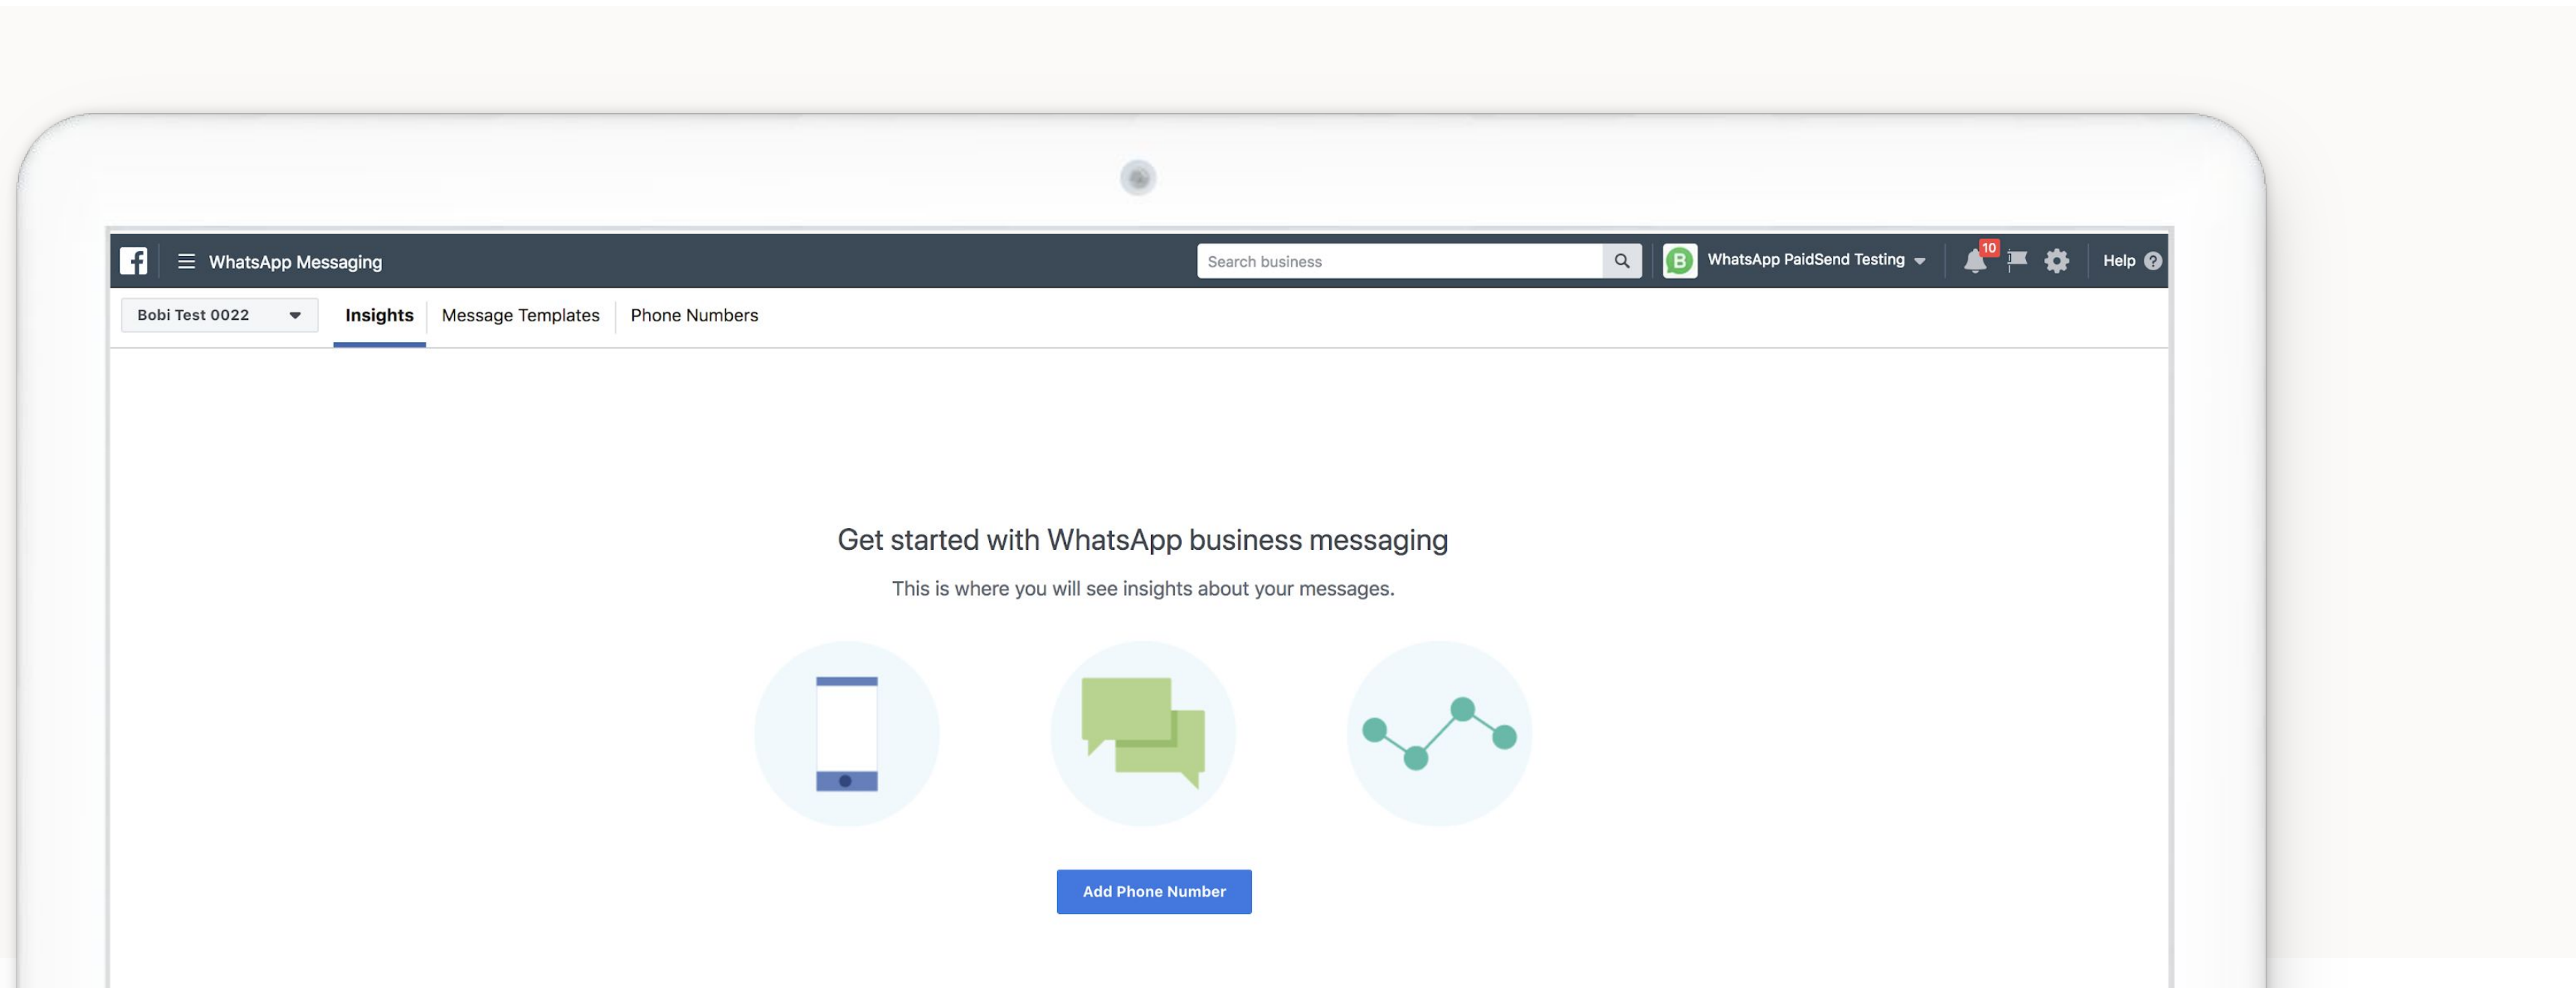 WhatsApp Messaging
Search business
B
WhatsApp PaidSend Testing
10
Help ?
Bobi Test 0022
Insights
Message Templates
Phone Numbers
Get started with WhatsApp business messaging
This is where you will see insights about your messages.
Add Phone Number